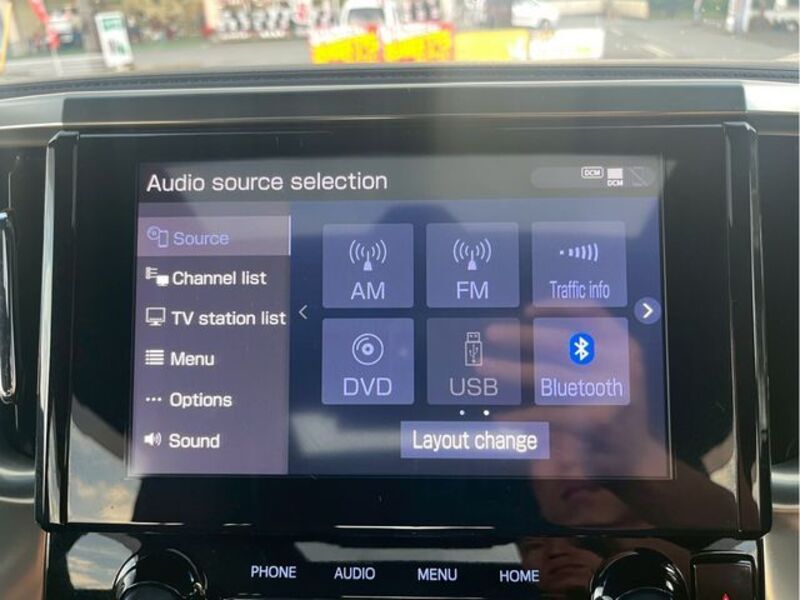 Audio source selection
DCM
DCM
Source
Channel list
TV station list
Menu
Options
Sound
AM
FM
Traffic info
DVD
USB
Bluetooth
Layout change
PHONE
AUDIO
MENU
HOME